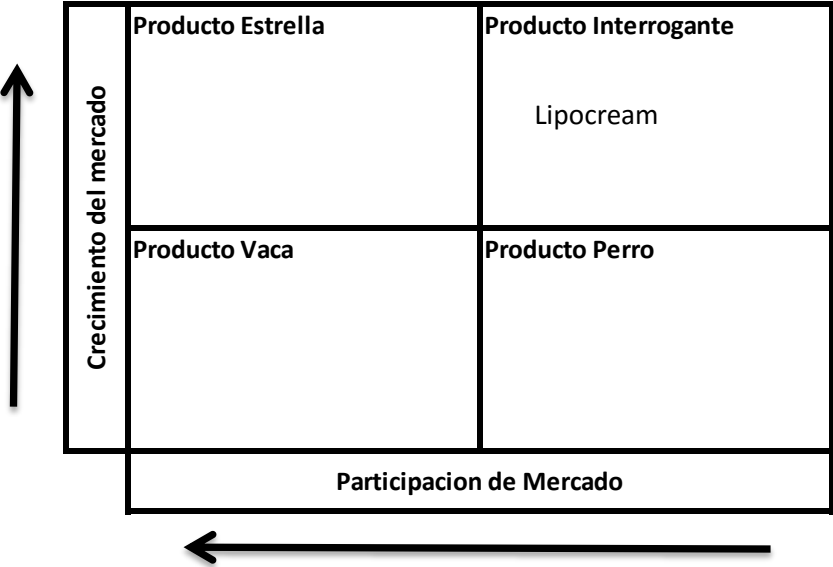 Producto Estrella
Producto Interrogante
Lipocream
Crecimiento del mercado
Producto Vaca
Producto Perro
Participacion de Mercado